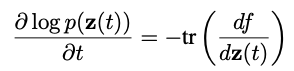 ∂ log p(z(t)) / ∂t = −tr ( df / dz(t) )